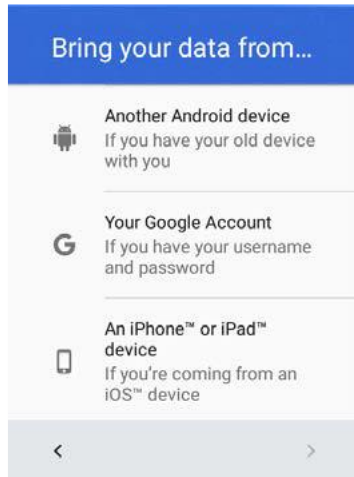 Bring your data from...
Another Android device
If you have your old device
with you
Your Google Account
If you have your username
and password
An iPhone™ or iPad™
device
If you're coming from an
iOS™ device